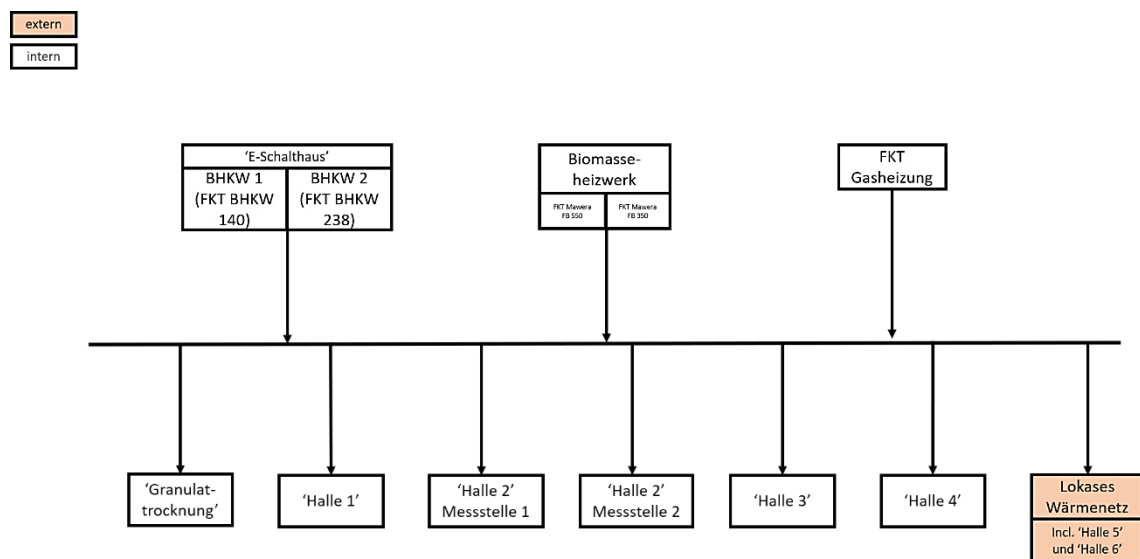 extern
intern
‘E-Schalthaus’
BHKW 1
(FKT BHKW
140)
BHKW 2
(FKT BHKW
238)
Biomasse-
heizwerk
FKT Mawera
FB 550
FKT Mawera
FB 350
FKT
Gasheizung
‘Granulat-
trocknung’
‘Halle 1’
‘Halle 2’
Messstelle 1
‘Halle 2’
Messstelle 2
‘Halle 3’
‘Halle 4’
Lokases
Wärmenetz
Incl. ‘Halle 5’
und ‘Halle 6’